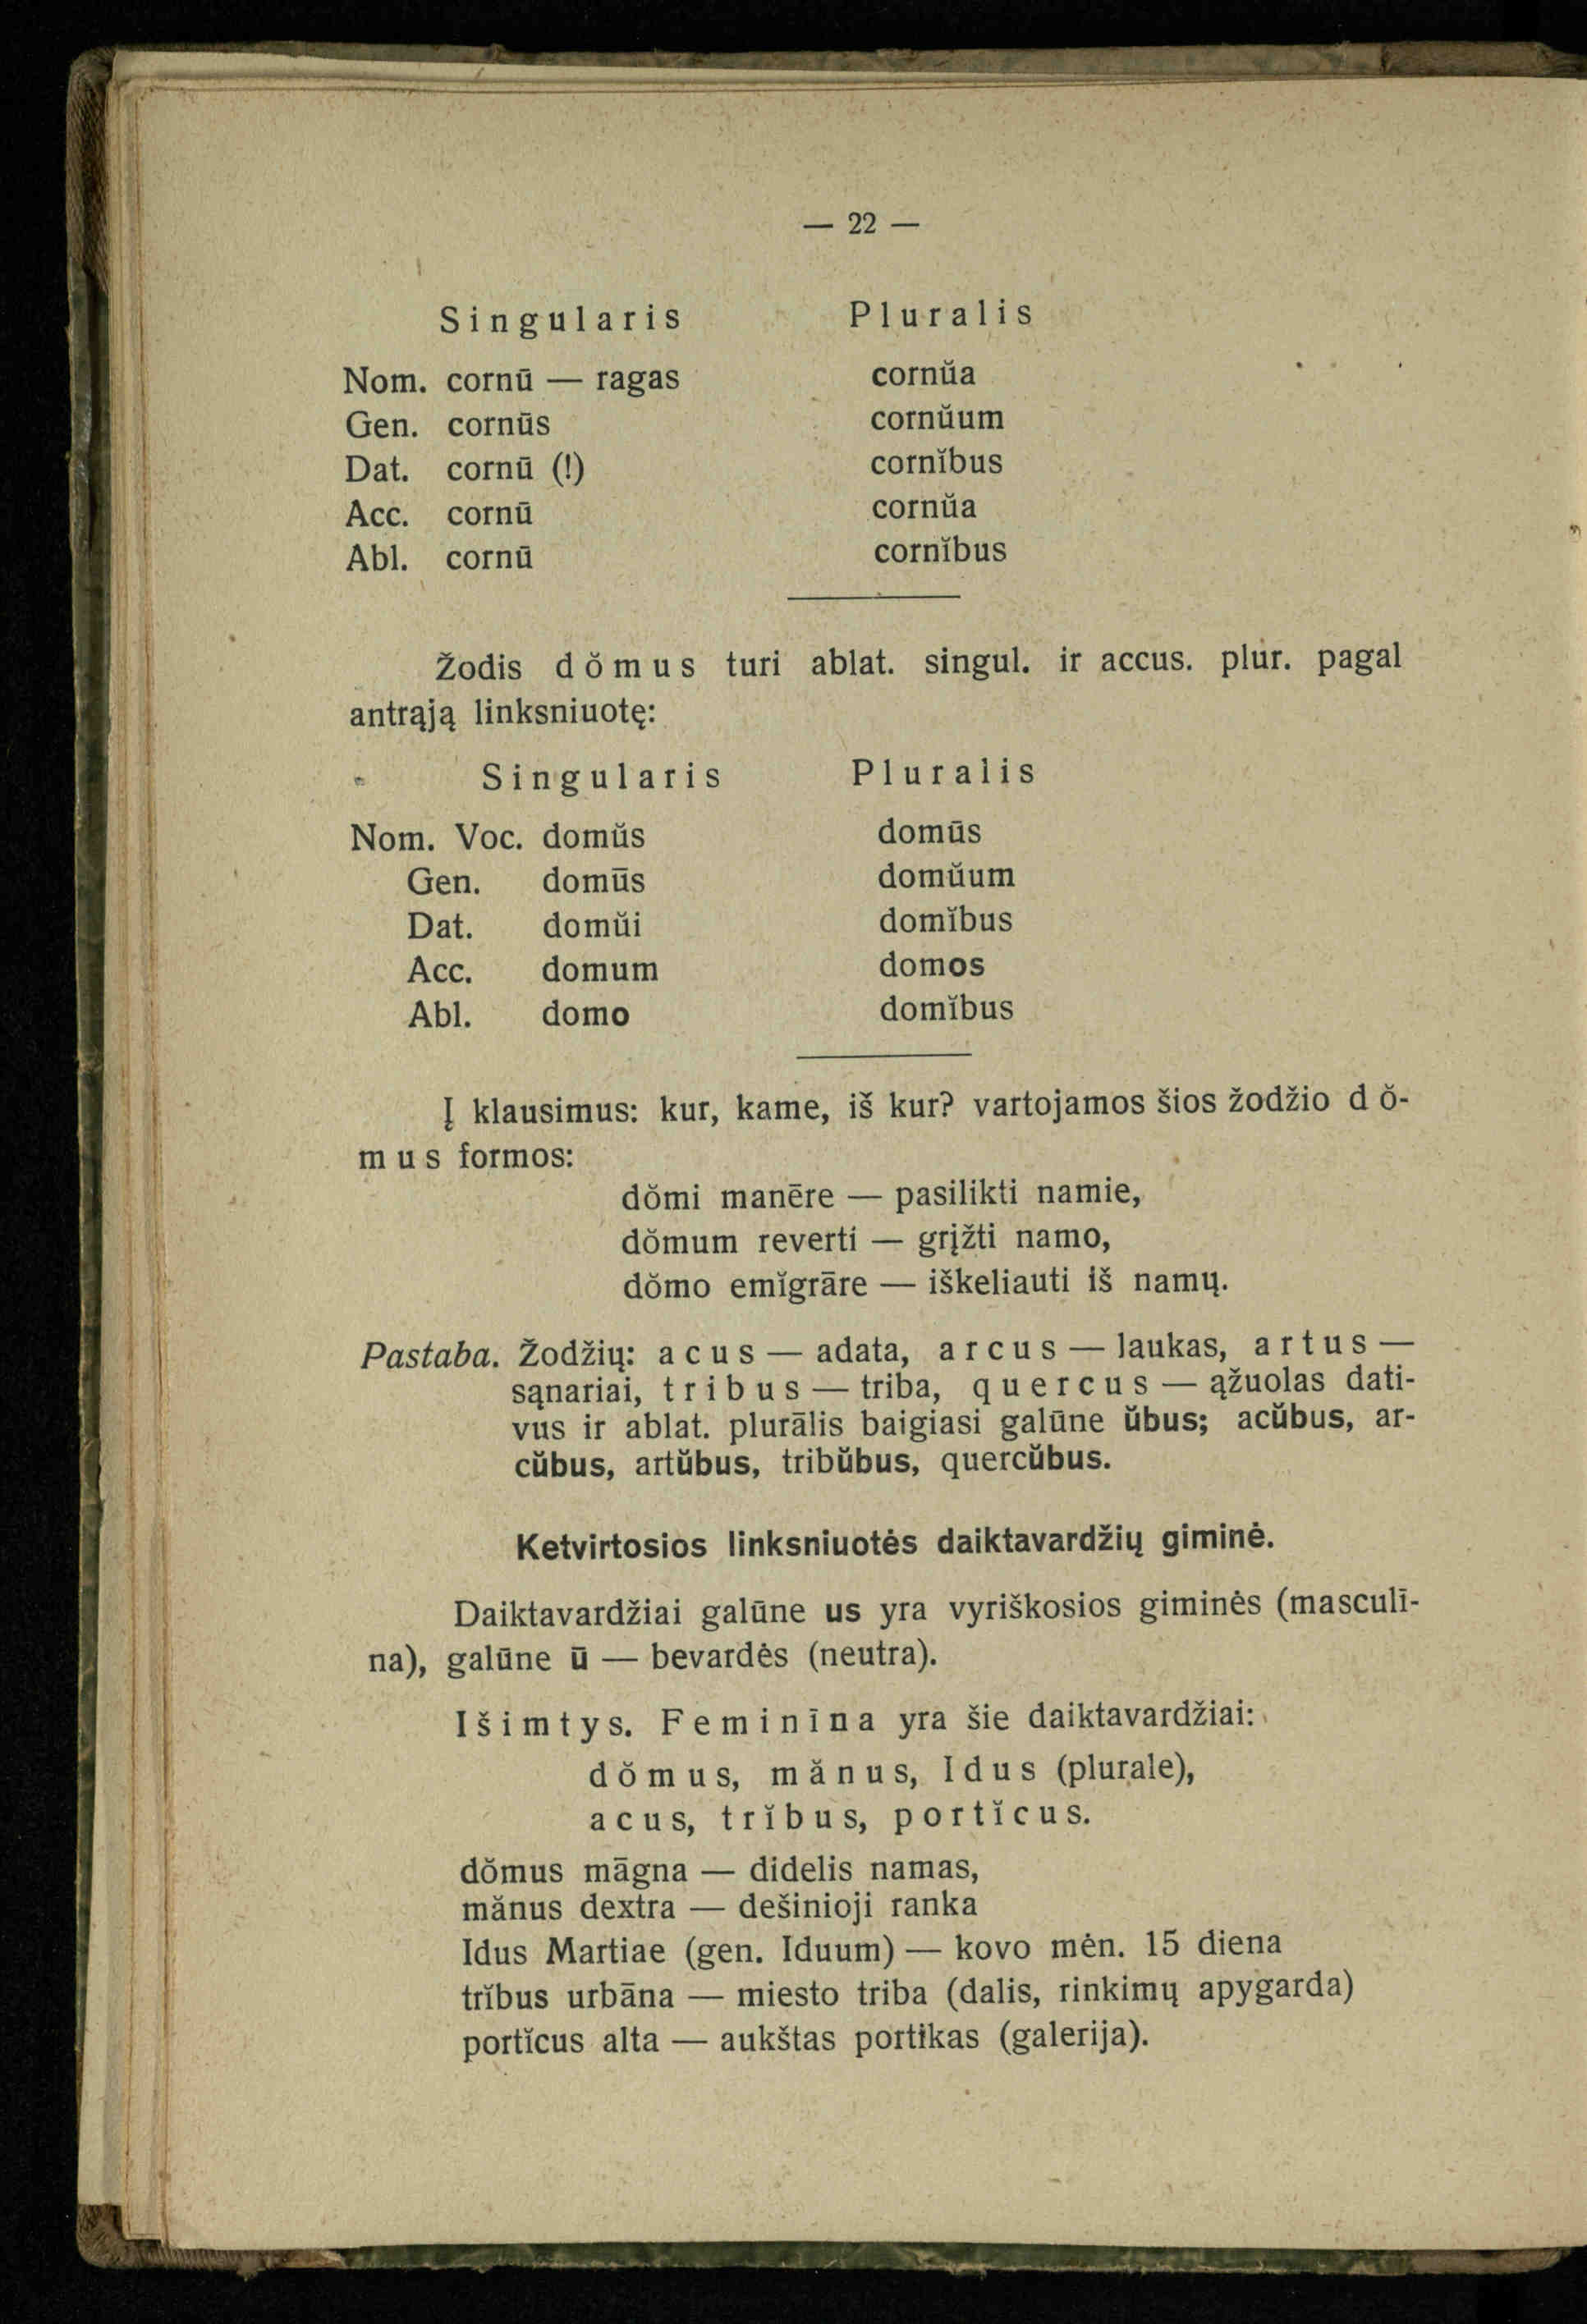 — 22 —
Singularis Pluralis
Nom. cornū — ragas cornŭa
Gen. cornūs cornŭum
Dat. cornū (!) cornĭbus
Acc. cornū cornŭa
Abl. cornū cornĭbus
Žodis dŏmus turi ablat. singul. ir accus. plur. pagal
antrąją linksniuotę:
Singularis Pluralis
Nom. Voc. domŭs domūs
Gen. domūs domŭum
Dat. domŭi domĭbus
Acc. domum domos
Abl. domo domĭbus
Į klausimus: kur, kame, iš kur? vartojamos šios žodžio dŏ-
mus formos:
dŏmi manēre — pasilikti namie,
dŏmum reverti — grįžti namo,
dŏmo emĭgrāre — iškeliauti iš namų.
Pastaba. Žodžių: acus — adata, arcus — laukas, artus —
sąnariai, tribus — triba, quercus — ąžuolas dati-
vus ir ablat. plurālis baigiasi galūne ŭbus; acŭbus, ar-
cŭbus, artŭbus, tribŭbus, quercŭbus.
Ketvirtosios linksniuotės daiktavardžių giminė.
Daiktavardžiai galūne us yra vyriškosios giminės (masculī-
na), galūne ū — bevardės (neutra).
Išimtys. Feminīna yra šie daiktavardžiai:
dŏmus, mănus, Idus (plurale),
acus, trĭbus, portĭcus.
dŏmus māgna — didelis namas,
mănus dextra — dešinioji ranka
Idus Martiae (gen. Iduum) — kovo mėn. 15 diena
trĭbus urbāna — miesto triba (dalis, rinkimų apygarda)
portĭcus alta — aukštas portikas (galerija).